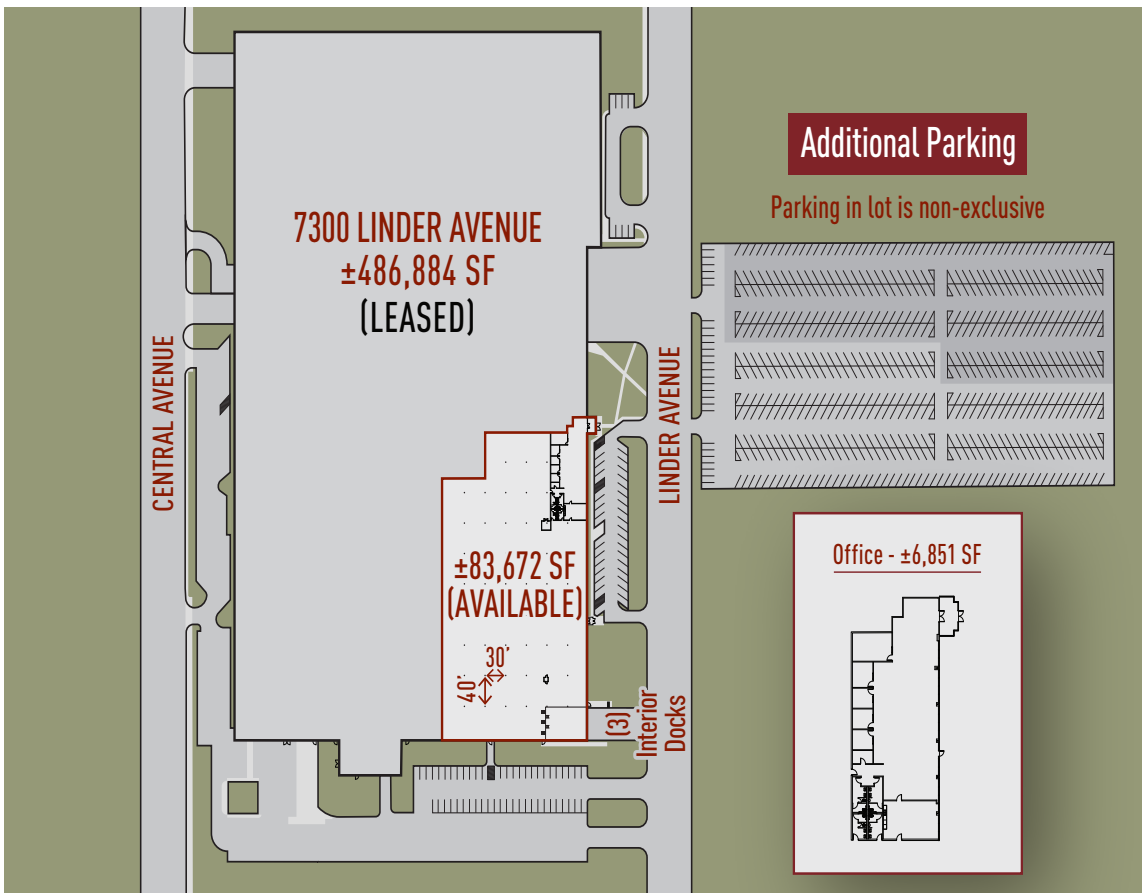 Additional Parking
Parking in lot is non-exclusive
7300 LINDER AVENUE
±486,884 SF
(LEASED)
CENTRAL AVENUE
LINDER AVENUE
±83,672 SF
(AVAILABLE)
30'
40'
(3)
Interior
Docks
Office - ±6,851 SF